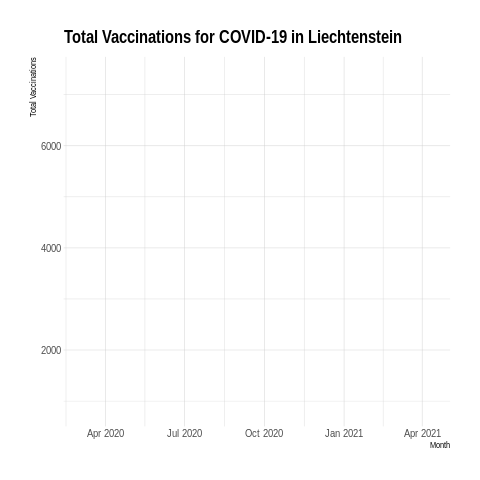 Total Vaccinations for COVID-19 in Liechtenstein
Total Vaccinations
6000
4000
2000
Apr 2020 Jul 2020 Oct 2020 Jan 2021 Apr 2021
Month